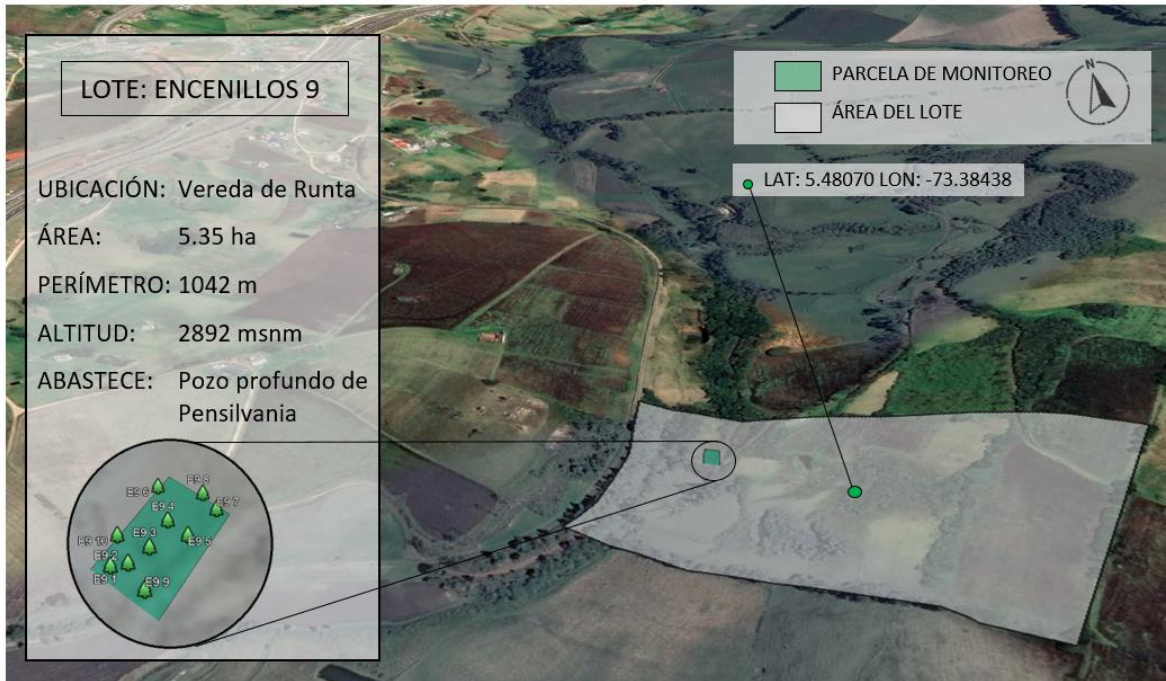 LOTE: ENCENILLOS 9
UBICACIÓN: Vereda de Runta
ÁREA: 5.35 ha
PERÍMETRO: 1042 m
ALTITUD: 2892 msnm
ABASTECE: Pozo profundo de
Pensilvania
E9 6
E9 8
E9 7
E9 4
E9 10
E9 3
E9 5
E9 2
E9 1
E9 9
PARCELA DE MONITOREO
N
ÁREA DEL LOTE
LAT: 5.48070 LON: -73.38438